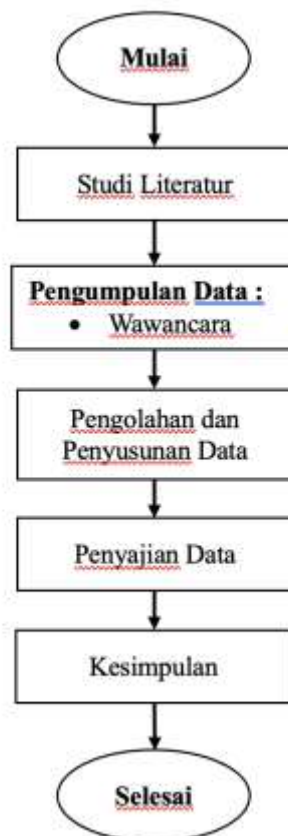 Mulai
Studi Literatur
Pengumpulan Data :
• Wawancara
Pengolahan dan
Penyusunan Data
Penyajian Data
Kesimpulan
Selesai